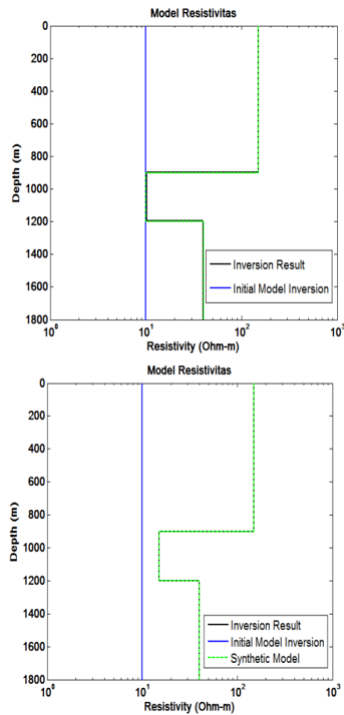 Model Resistivitas
0
200
400
600
800
1000
1200
1400
1600
1800
Depth (m)
Inversion Result
Initial Model Inversion
10⁰ 10¹ 10² 10³
Resistivity (Ohm-m)
Model Resistivitas
0
200
400
600
800
1000
1200
1400
1600
1800
Depth (m)
Inversion Result
Initial Model Inversion
Synthetic Model
10⁰ 10¹ 10² 10³
Resistivity (Ohm-m)